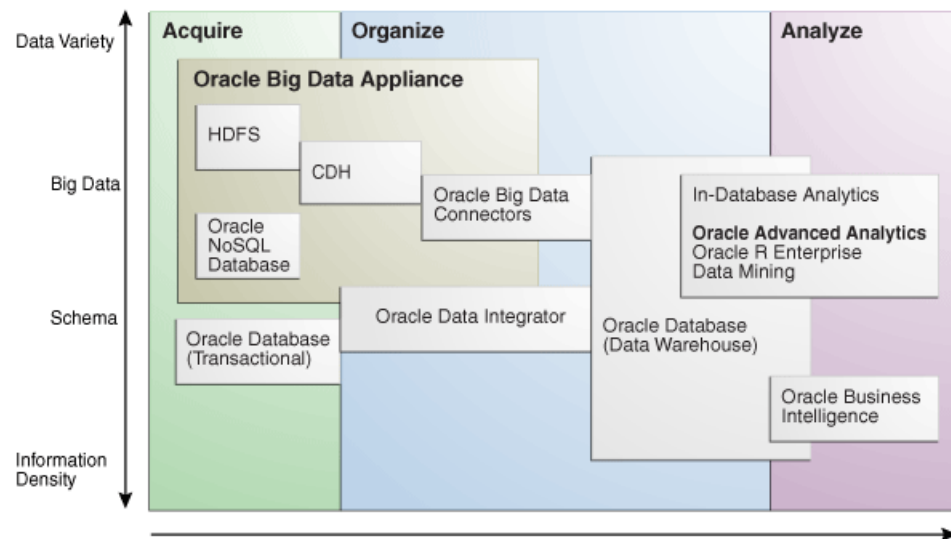 Data Variety
Big Data
Schema
Information
Density
Acquire
Organize
Analyze
Oracle Big Data Appliance
HDFS
CDH
Oracle
NoSQL
Database
Oracle Big Data
Connectors
Oracle Data Integrator
Oracle Database
(Transactional)
Oracle Database
(Data Warehouse)
In-Database Analytics
Oracle Advanced Analytics
Oracle R Enterprise
Data Mining
Oracle Business
Intelligence